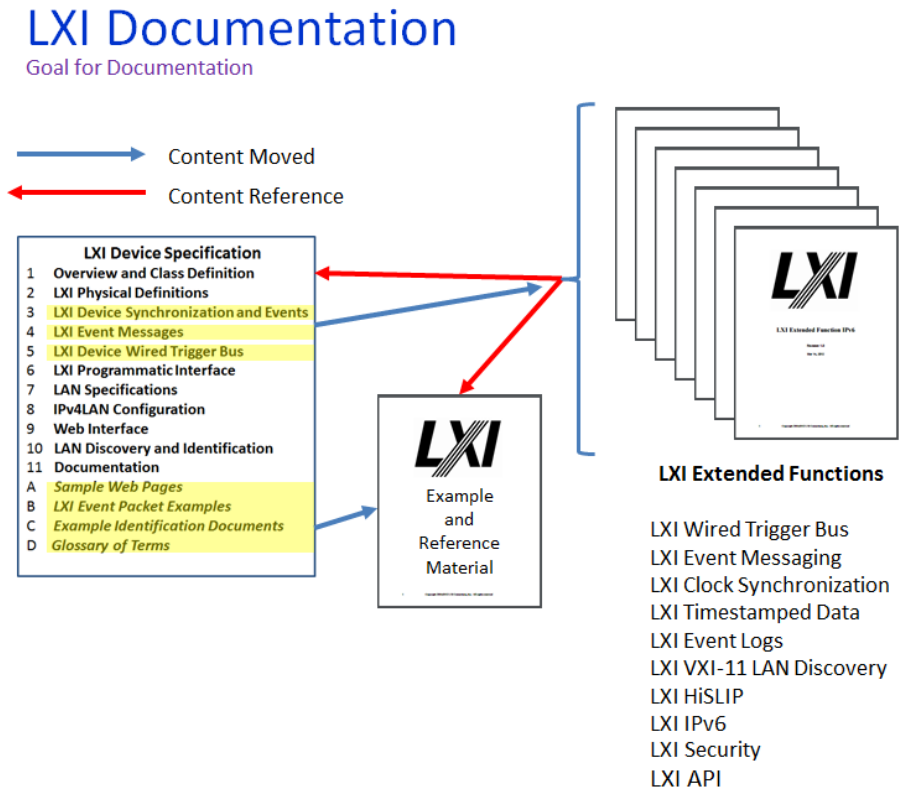 LXI Documentation
Goal for Documentation
Content Moved
Content Reference
LXI Device Specification
1 Overview and Class Definition
2 LXI Physical Definitions
3 LXI Device Synchronization and Events
4 LXI Event Messages
5 LXI Device Wired Trigger Bus
6 LXI Programmatic Interface
7 LAN Specifications
8 IPv4LAN Configuration
9 Web Interface
10 LAN Discovery and Identification
11 Documentation
A Sample Web Pages
B LXI Event Packet Examples
C Example Identification Documents
D Glossary of Terms
LXI
Example
and
Reference
Material
LXI
LXI Extended Function IPv6
LXI Extended Functions
LXI Wired Trigger Bus
LXI Event Messaging
LXI Clock Synchronization
LXI Timestamped Data
LXI Event Logs
LXI VXI-11 LAN Discovery
LXI HiSLIP
LXI IPv6
LXI Security
LXI API